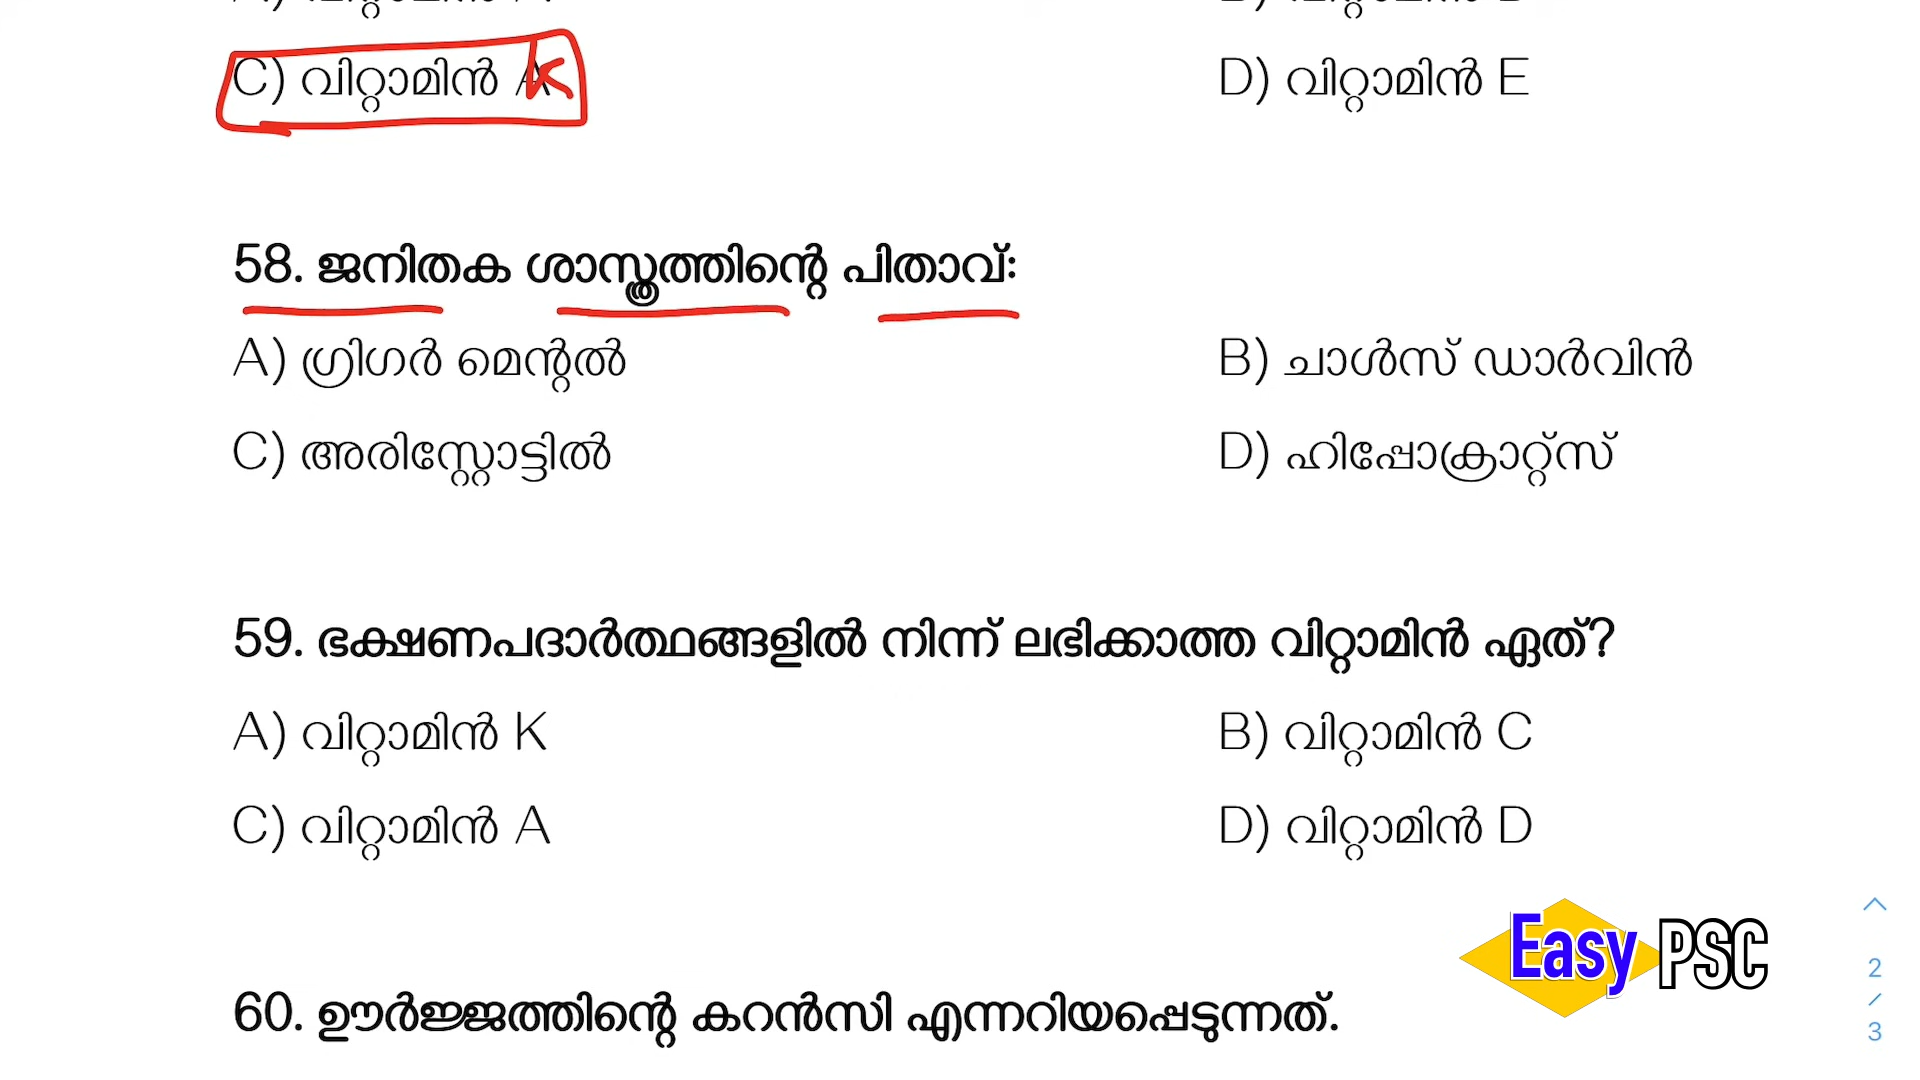 C) വിറ്റാമിൻ K
D) വിറ്റാമിൻ E
58. ജനിതക ശാസ്ത്രത്തിന്റെ പിതാവ്:
A) ഗ്രിഗർ മെന്റൽ
B) ചാൾസ് ഡാർവിൻ
C) അരിസ്റ്റോട്ടിൽ
D) ഹിപ്പോക്രാറ്റ്സ്
59. ഭക്ഷണപദാർത്ഥങ്ങളിൽ നിന്ന് ലഭിക്കാത്ത വിറ്റാമിൻ ഏത്?
A) വിറ്റാമിൻ K
B) വിറ്റാമിൻ C
C) വിറ്റാമിൻ A
D) വിറ്റാമിൻ D
Easy PSC
2
/
3
60. ഊർജ്ജത്തിന്റെ കറൻസി എന്നറിയപ്പെടുന്നത്.